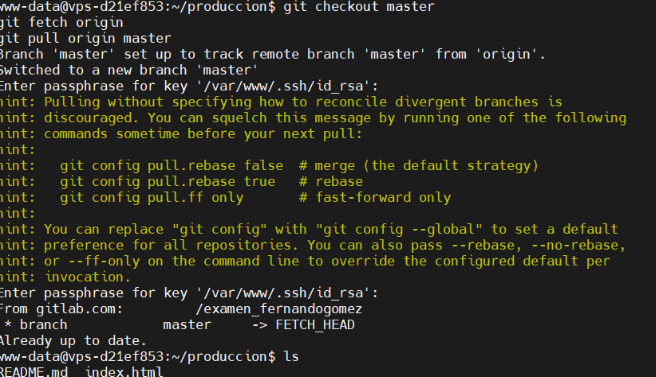 www-data@vps-d21ef853:~/produccion$ git checkout master
git fetch origin
git pull origin master
Branch 'master' set up to track remote branch 'master' from 'origin'.
Switched to a new branch 'master'
Enter passphrase for key '/var/www/.ssh/id_rsa':
hint: Pulling without specifying how to reconcile divergent branches is
hint: discouraged. You can squelch this message by running one of the following
hint: commands sometime before your next pull:
hint:
hint:   git config pull.rebase false  # merge (the default strategy)
hint:   git config pull.rebase true   # rebase
hint:   git config pull.ff only       # fast-forward only
hint:
hint: You can replace "git config" with "git config --global" to set a default
hint: preference for all repositories. You can also pass --rebase, --no-rebase,
hint: or --ff-only on the command line to override the configured default per
hint: invocation.
Enter passphrase for key '/var/www/.ssh/id_rsa':
From gitlab.com:         /examen_fernandogomez
 * branch            master     -> FETCH_HEAD
Already up to date.
www-data@vps-d21ef853:~/produccion$ ls
README.md  index.html